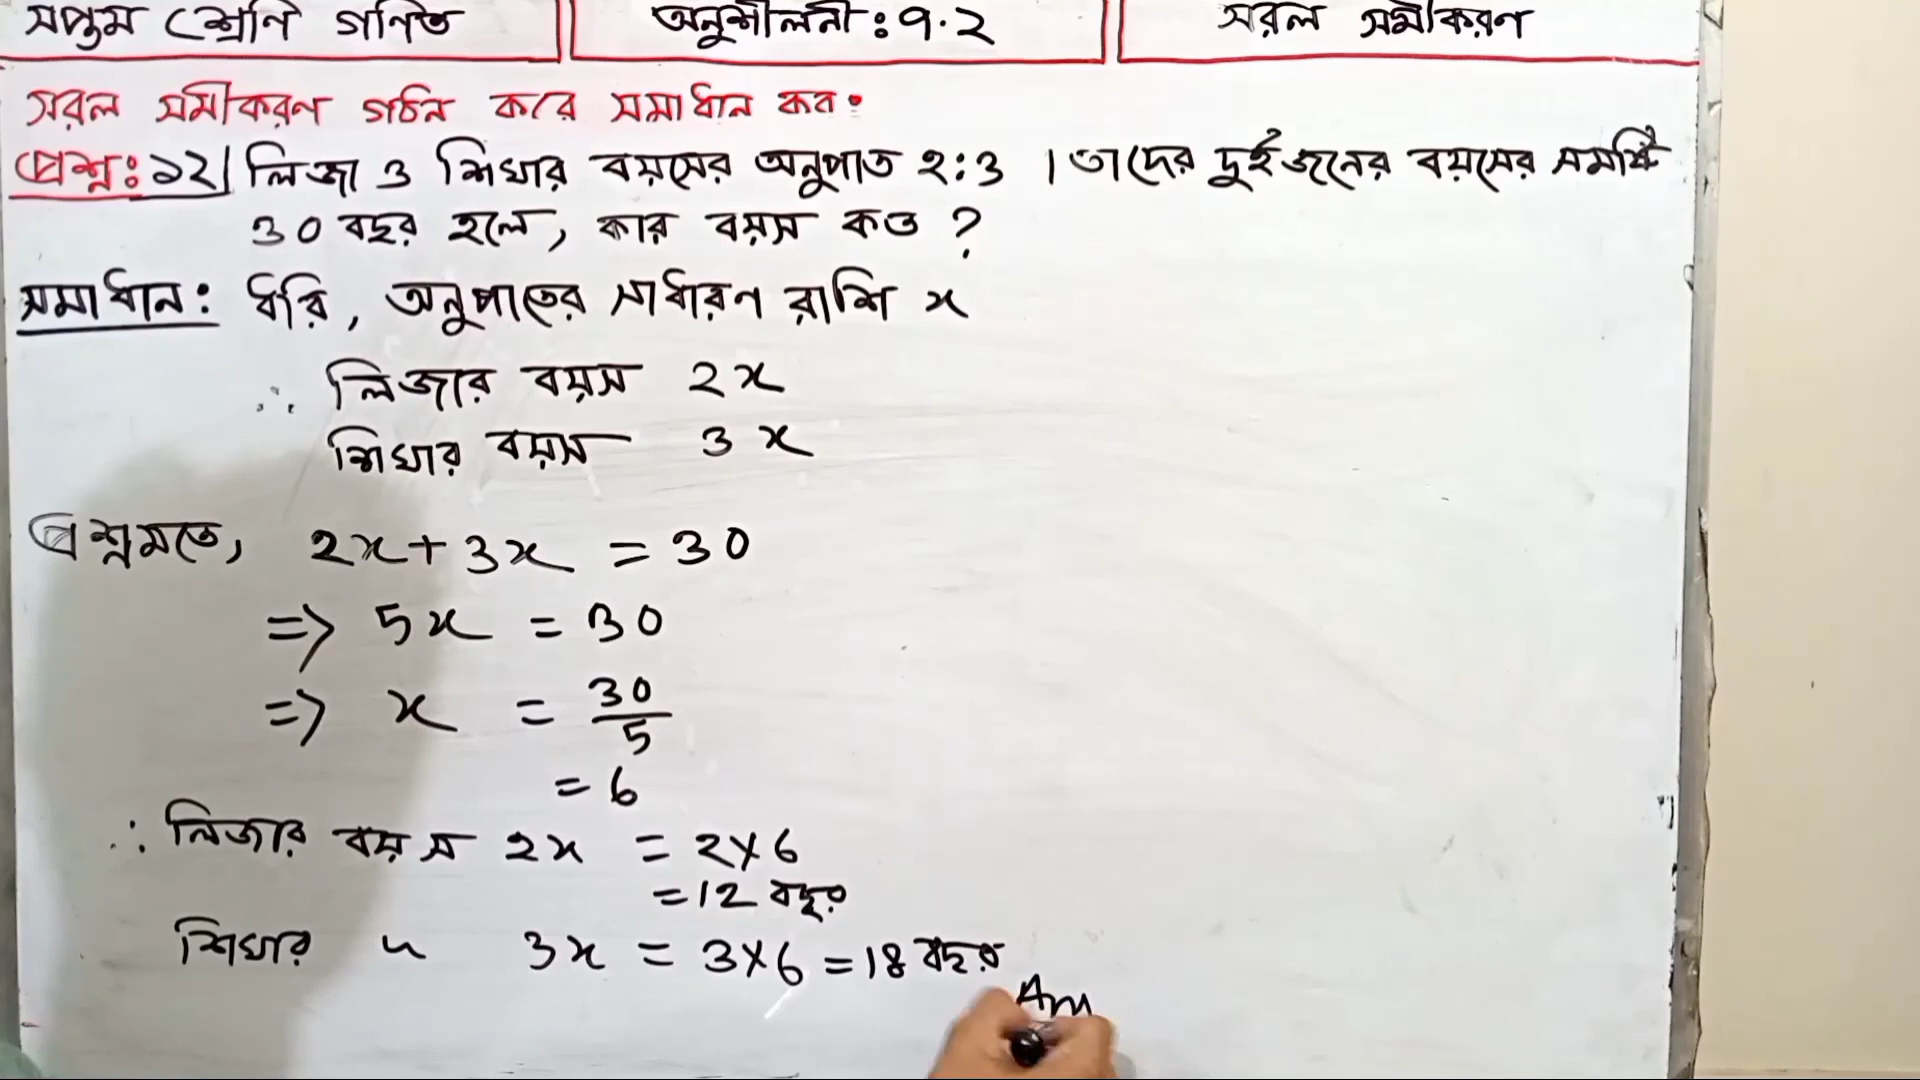 সপ্তম শ্রেণি গণিত
অনুশীলনী: ৭.২
সরল সমীকরণ
সরল সমীকরণ গঠন করে সমাধান কর.
প্রশ্ন: ১২| লিজা ও শিখার বয়সের অনুপাত ২:৩ । তাদের দুইজনের বয়সের সমষ্টি
30 বছর হলে, কার বয়স কত ?
সমাধান: ধরি, অনুপাতের সাধারণ রাশি x
∴ লিজার বয়স 2x
শিখার বয়স 3x
প্রশ্নমতে, 2x+3x = 30
=> 5x = 30
=> x = 30/5
= 6
∴ লিজার বয়স 2x = 2×6
= 12 বছর
শিখার " 3x = 3×6 = 18 বছর
Ans